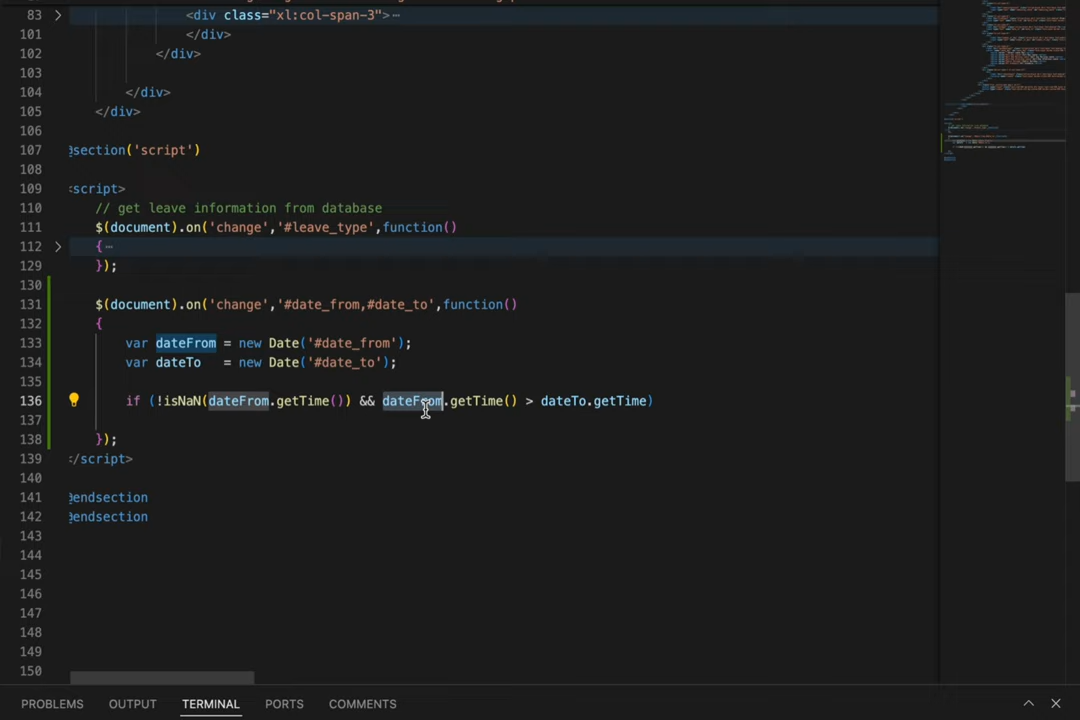 83 <div class="xl:col-span-3">
101 </div>
102 </div>
103
104 </div>
105 </div>
106
107 @section('script')
108
109 <script>
110 // get leave information from database
111 $(document).on('change','#leave_type',function()
112 {
129 });
130
131 $(document).on('change','#date_from,#date_to',function()
132 {
133 var dateFrom = new Date('#date_from');
134 var dateTo = new Date('#date_to');
135
136 if (!isNaN(dateFrom.getTime()) && dateFrom.getTime() > dateTo.getTime)
137
138 });
139 </script>
140
141 @endsection
142 @endsection
143
144
145
146
147
148
149
150
PROBLEMS OUTPUT TERMINAL PORTS COMMENTS